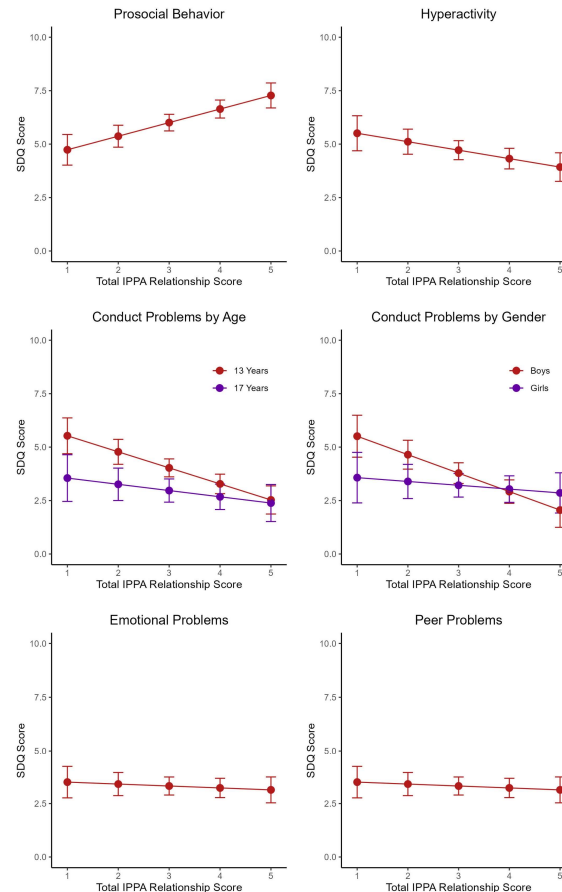 Prosocial Behavior
10.0
7.5
5.0
2.5
0.0
SDQ Score
1 2 3 4 5
Total IPPA Relationship Score
Hyperactivity
10.0
7.5
5.0
2.5
0.0
SDQ Score
1 2 3 4 5
Total IPPA Relationship Score
Conduct Problems by Age
10.0
7.5
5.0
2.5
0.0
SDQ Score
13 Years
17 Years
1 2 3 4 5
Total IPPA Relationship Score
Conduct Problems by Gender
10.0
7.5
5.0
2.5
0.0
SDQ Score
Boys
Girls
1 2 3 4 5
Total IPPA Relationship Score
Emotional Problems
10.0
7.5
5.0
2.5
0.0
SDQ Score
1 2 3 4 5
Total IPPA Relationship Score
Peer Problems
10.0
7.5
5.0
2.5
0.0
SDQ Score
1 2 3 4 5
Total IPPA Relationship Score